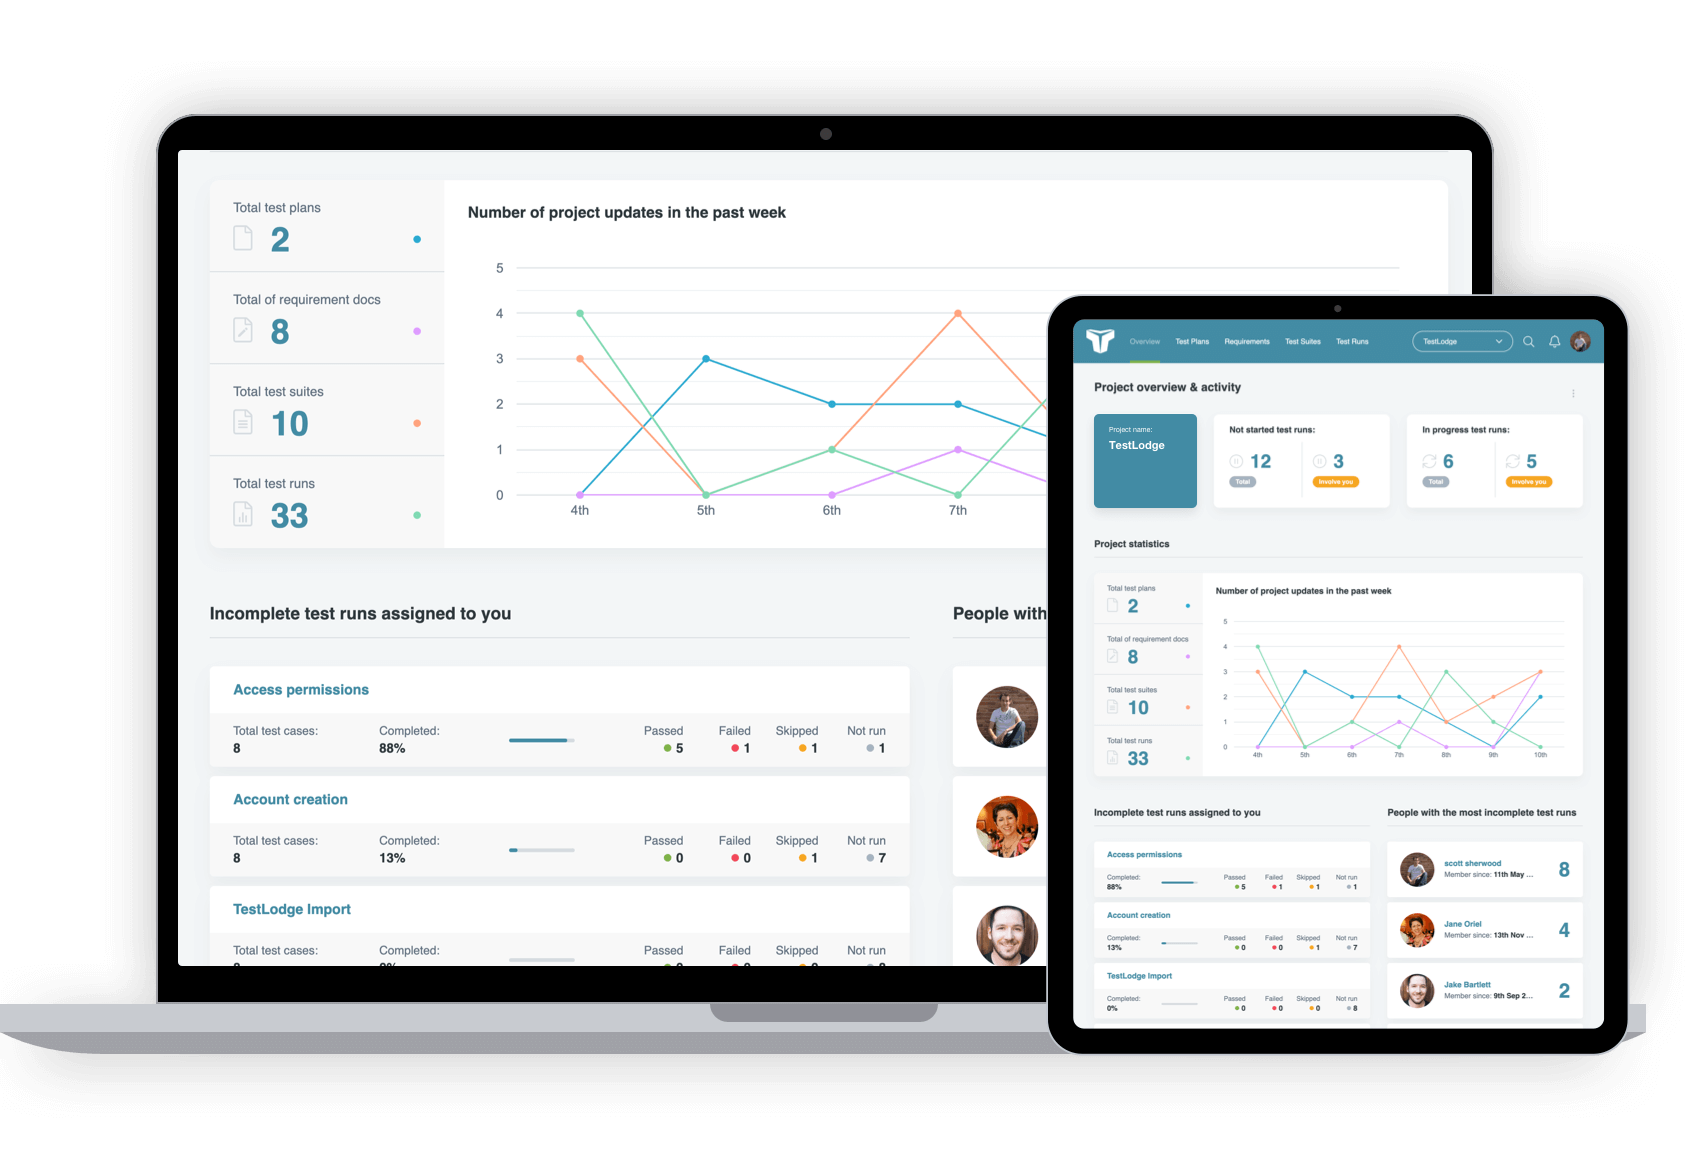 Total test plans
2
Total of requirement docs
8
Total test suites
10
Total test runs
33
Number of project updates in the past week
5
4
3
2
1
0
4th 5th 6th 7th
Incomplete test runs assigned to you
Access permissions
Total test cases: Completed: Passed Failed Skipped Not run
8 88% 5 1 1 1
Account creation
Total test cases: Completed: Passed Failed Skipped Not run
8 13% 0 0 1 7
TestLodge Import
Total test cases: Completed: Passed Failed Skipped Not run
People with
Overview Test Plans Requirements Test Suites Test Runs TestLodge
Project overview & activity
Project name:
TestLodge
Not started test runs:
12 3
Total Involve you
In progress test runs:
6 5
Total Involve you
Project statistics
Total test plans
2
Total of requirement docs
8
Total test suites
10
Total test runs
33
Number of project updates in the past week
5
4
3
2
1
0
4th 5th 6th 7th 8th 9th 10th
Incomplete test runs assigned to you
Access permissions
Completed: Passed Failed Skipped Not run
88% 5 1 1 1
Account creation
Completed: Passed Failed Skipped Not run
13% 0 0 1 7
TestLodge Import
Completed: Passed Failed Skipped Not run
0% 0 0 0 8
People with the most incomplete test runs
scott sherwood
Member since: 11th May ...
8
Jane Oriel
Member since: 13th Nov ...
4
Jake Bartlett
Member since: 9th Sep 2...
2